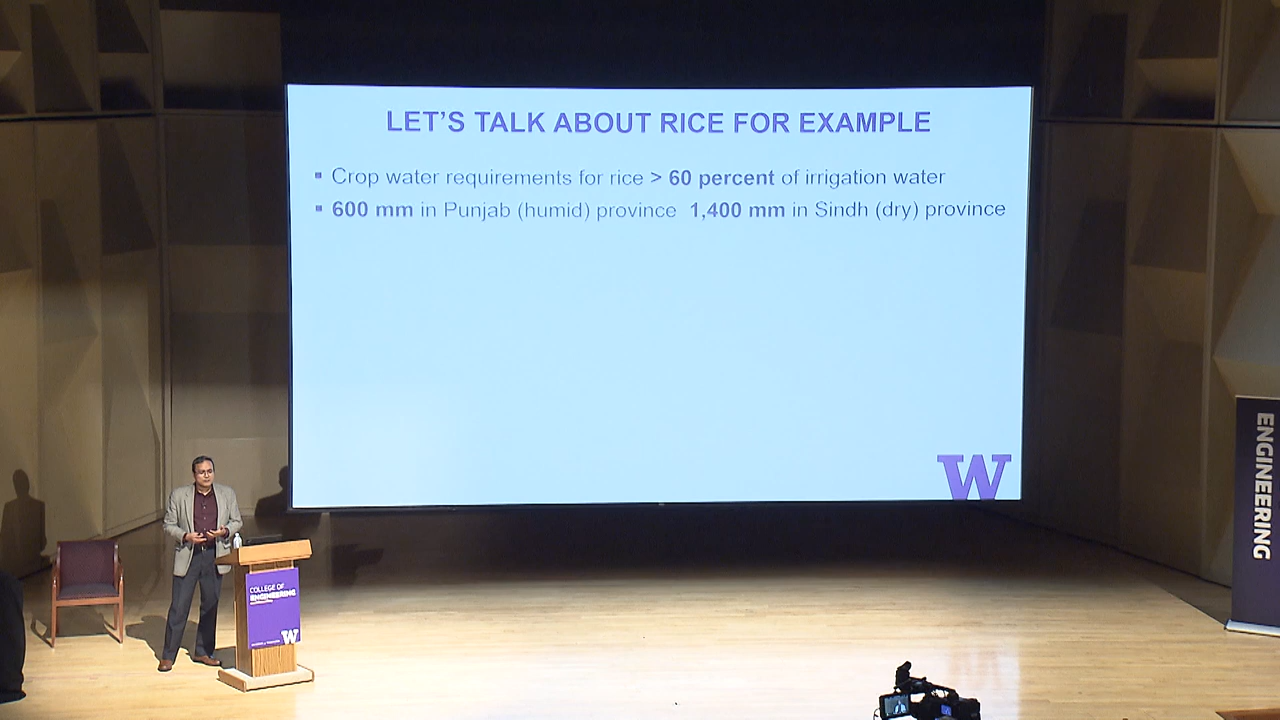 LET'S TALK ABOUT RICE FOR EXAMPLE
▪ Crop water requirements for rice > 60 percent of irrigation water
▪ 600 mm in Punjab (humid) province 1,400 mm in Sindh (dry) province
W
ENGINEERING
COLLEGE OF
ENGINEERING
W